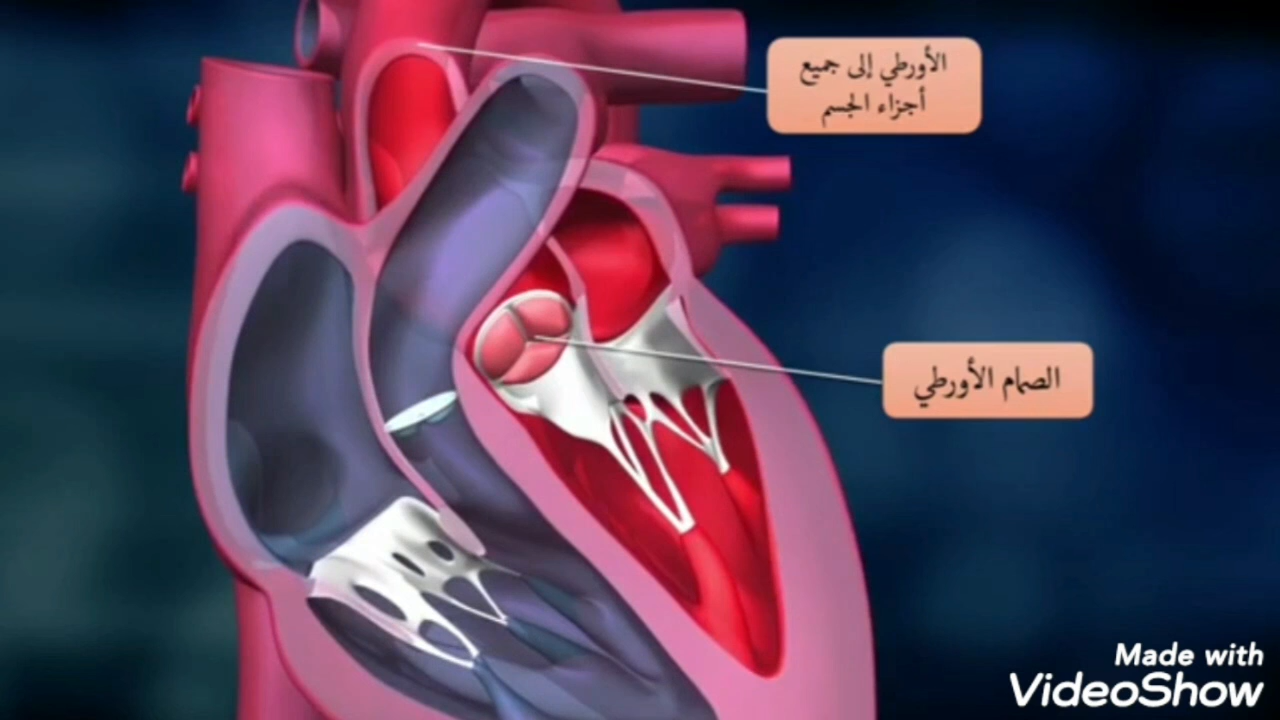 الأورطي إلى جميع
أجزاء الجسم
الصمام الأورطي
Made with
VideoShow